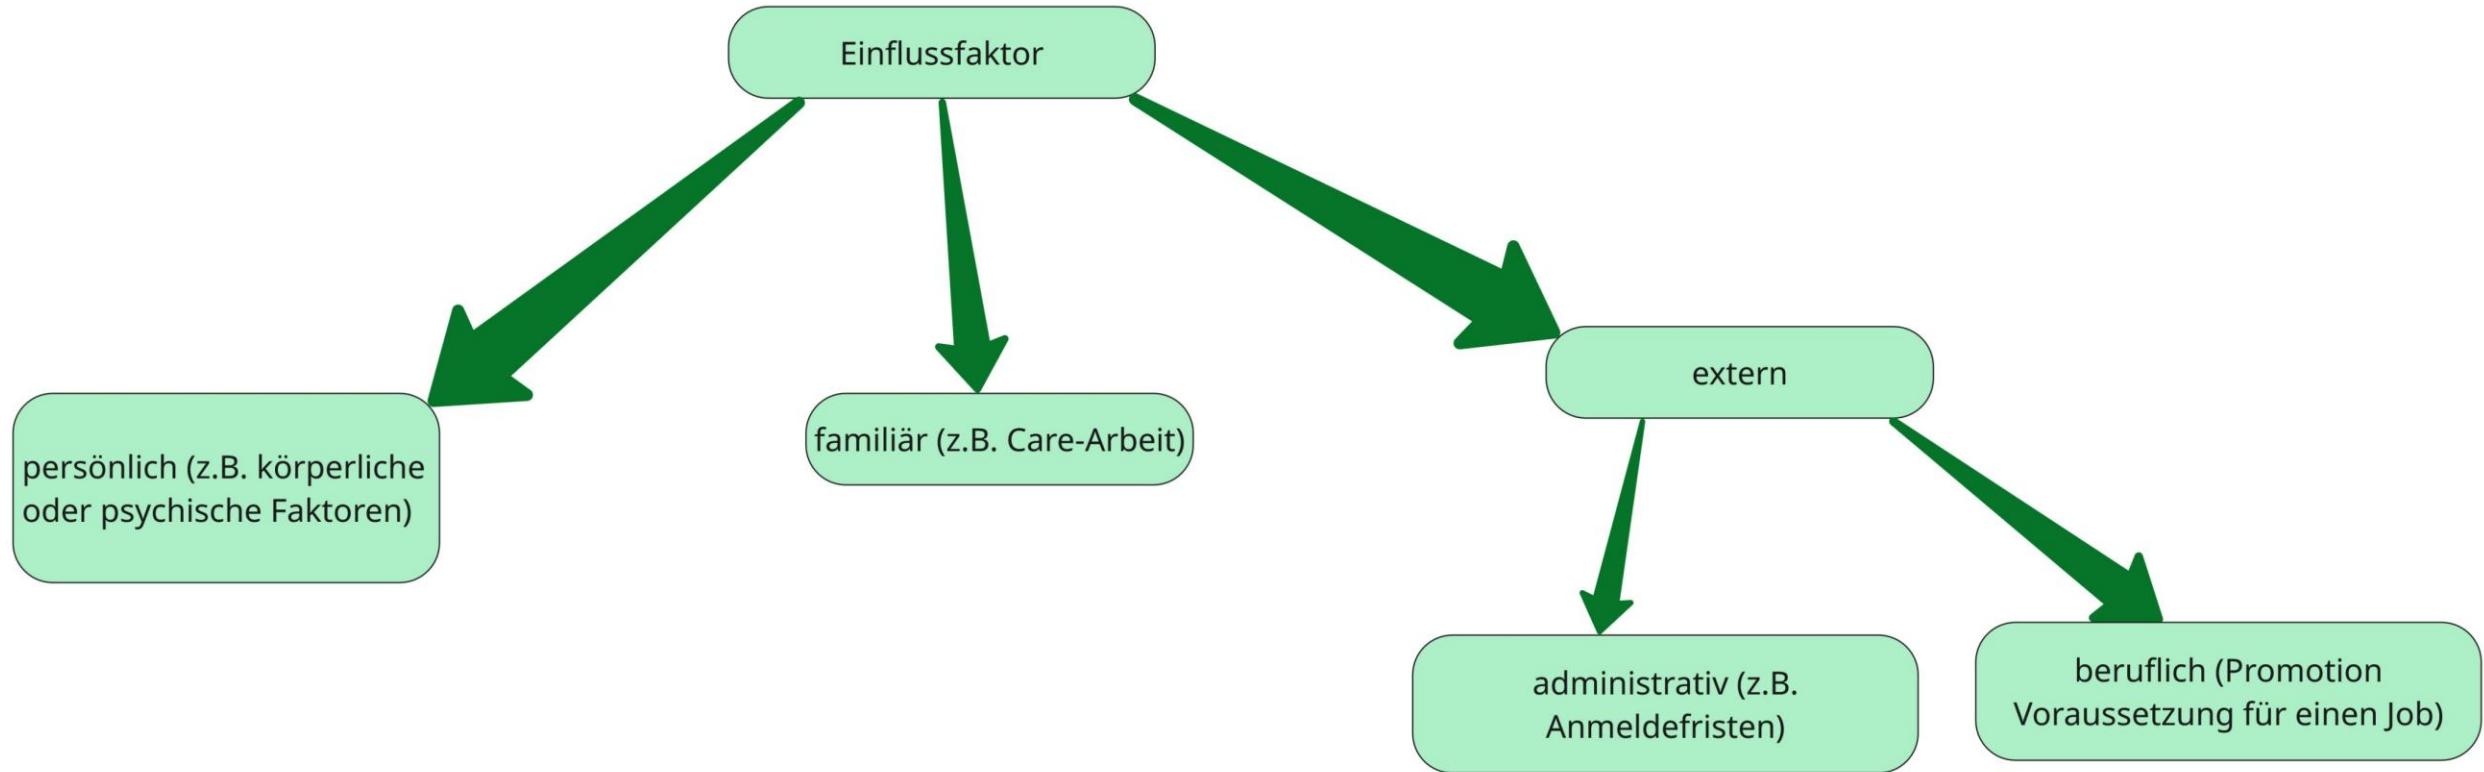 Einflussfaktor
extern
persönlich (z.B. körperliche
oder psychische Faktoren)
familiär (z.B. Care-Arbeit)
administrativ (z.B.
Anmeldefristen)
beruflich (Promotion
Voraussetzung für einen Job)